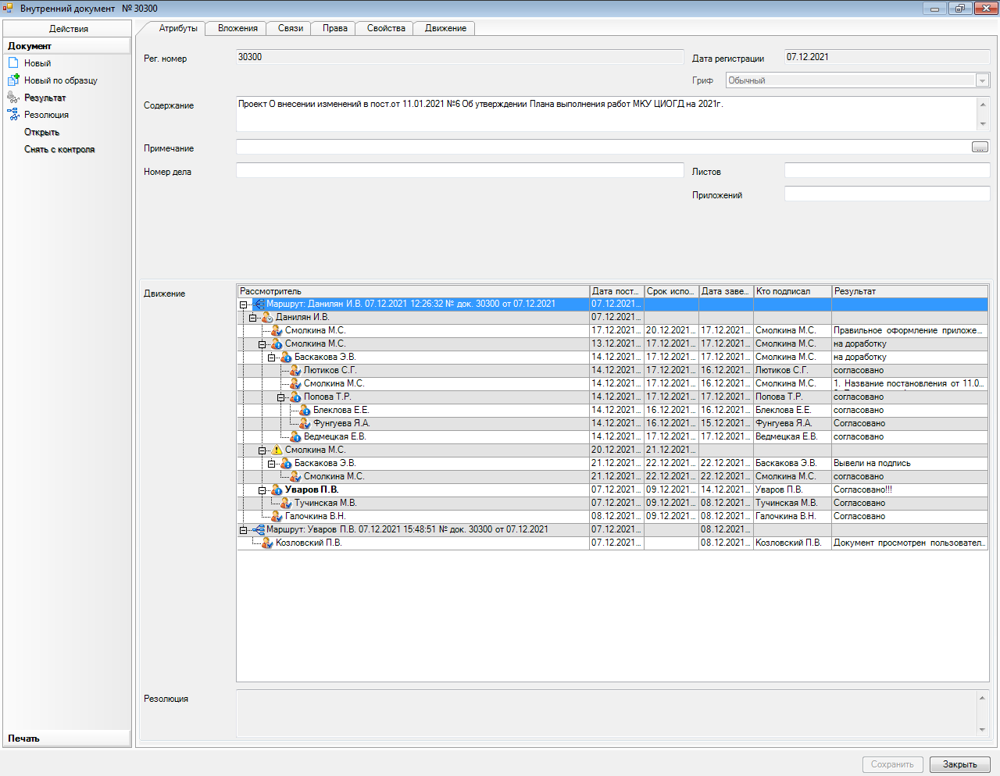 Внутренний документ № 30300
Действия
Документ
Новый
Новый по образцу
Результат
Резолюция
Открыть
Снять с контроля
Печать
Атрибуты Вложения Связи Права Свойства Движение
Рег. номер 30300 Дата регистрации 07.12.2021
Гриф Обычный
Содержание Проект О внесении изменений в пост.от 11.01.2021 №6 Об утверждении Плана выполнения работ МКУ ЦИОГД на 2021г.
Примечание ...
Номер дела Листов
Приложений
Движение
Рассмотритель Дата пост... Срок испо... Дата заве... Кто подписал Результат
Маршрут: Данилян И.В. 07.12.2021 12:26:32 № док. 30300 от 07.12.2021 07.12.2021...
Данилян И.В. 07.12.2021...
Смолкина М.С. 17.12.2021... 20.12.2021... 17.12.2021... Смолкина М.С. Правильное оформление приложе...
Смолкина М.С. 13.12.2021... 17.12.2021... 17.12.2021... Смолкина М.С. на доработку
Баскакова Э.В. 14.12.2021... 17.12.2021... 17.12.2021... Смолкина М.С. на доработку
Лютиков С.Г. 14.12.2021... 17.12.2021... 16.12.2021... Лютиков С.Г. согласовано
Смолкина М.С. 14.12.2021... 17.12.2021... 16.12.2021... Смолкина М.С. 1. Название постановления от 11.0...
Попова Т.Р. 14.12.2021... 17.12.2021... 17.12.2021... Попова Т.Р. согласовано
Блеклова Е.Е. 14.12.2021... 16.12.2021... 16.12.2021... Блеклова Е.Е. согласовано
Фунгуева Я.А. 14.12.2021... 16.12.2021... 15.12.2021... Фунгуева Я.А. Согласовано
Ведмецкая Е.В. 14.12.2021... 17.12.2021... 17.12.2021... Ведмецкая Е.В. согласовано
Смолкина М.С. 20.12.2021... 21.12.2021...
Баскакова Э.В. 21.12.2021... 22.12.2021... 22.12.2021... Баскакова Э.В. Вывели на подпись
Смолкина М.С. 21.12.2021... 22.12.2021... 22.12.2021... Смолкина М.С. согласовано
Уваров П.В. 07.12.2021... 09.12.2021... 14.12.2021... Уваров П.В. Согласовано!!!
Тучинская М.В. 07.12.2021... 09.12.2021... 08.12.2021... Тучинская М.В. Согласовано
Галочкина В.Н. 08.12.2021... 09.12.2021... 08.12.2021... Галочкина В.Н. Согласовано
Маршрут: Уваров П.В. 07.12.2021 15:48:51 № док. 30300 от 07.12.2021 07.12.2021... 08.12.2021...
Козловский П.В. 07.12.2021... 08.12.2021... Козловский П.В. Документ просмотрен пользовател...
Резолюция
Сохранить Закрыть